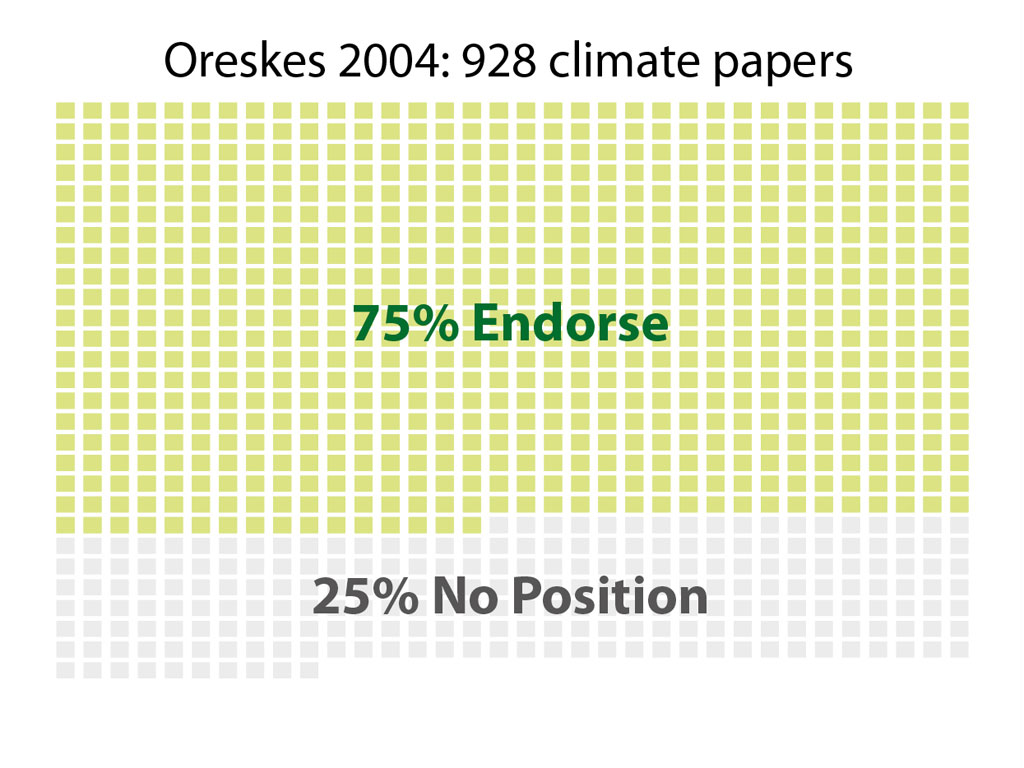 Oreskes 2004: 928 climate papers
75% Endorse
25% No Position